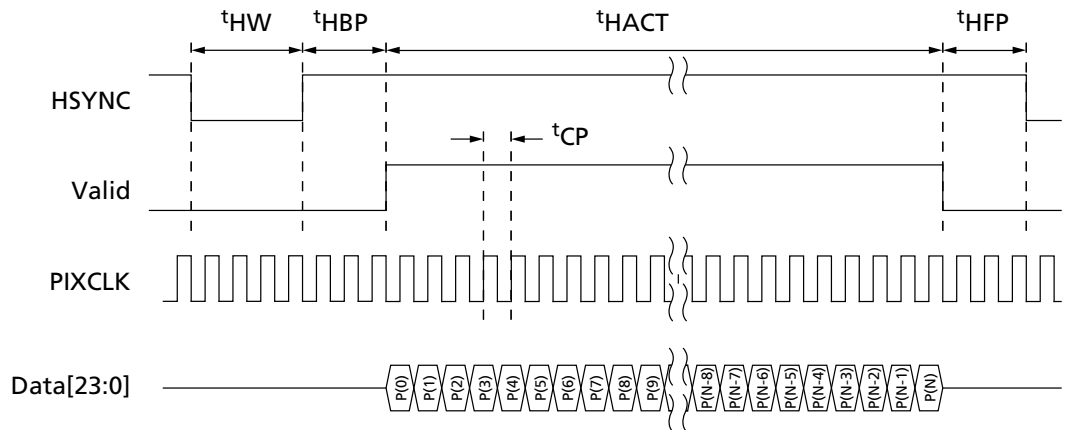 tHW tHBP tHACT tHFP
HSYNC
tCP
Valid
PIXCLK
Data[23:0] P(0) P(1) P(2) P(3) P(4) P(5) P(6) P(7) P(8) P(9) P(N-8) P(N-7) P(N-6) P(N-5) P(N-4) P(N-3) P(N-2) P(N-1) P(N)